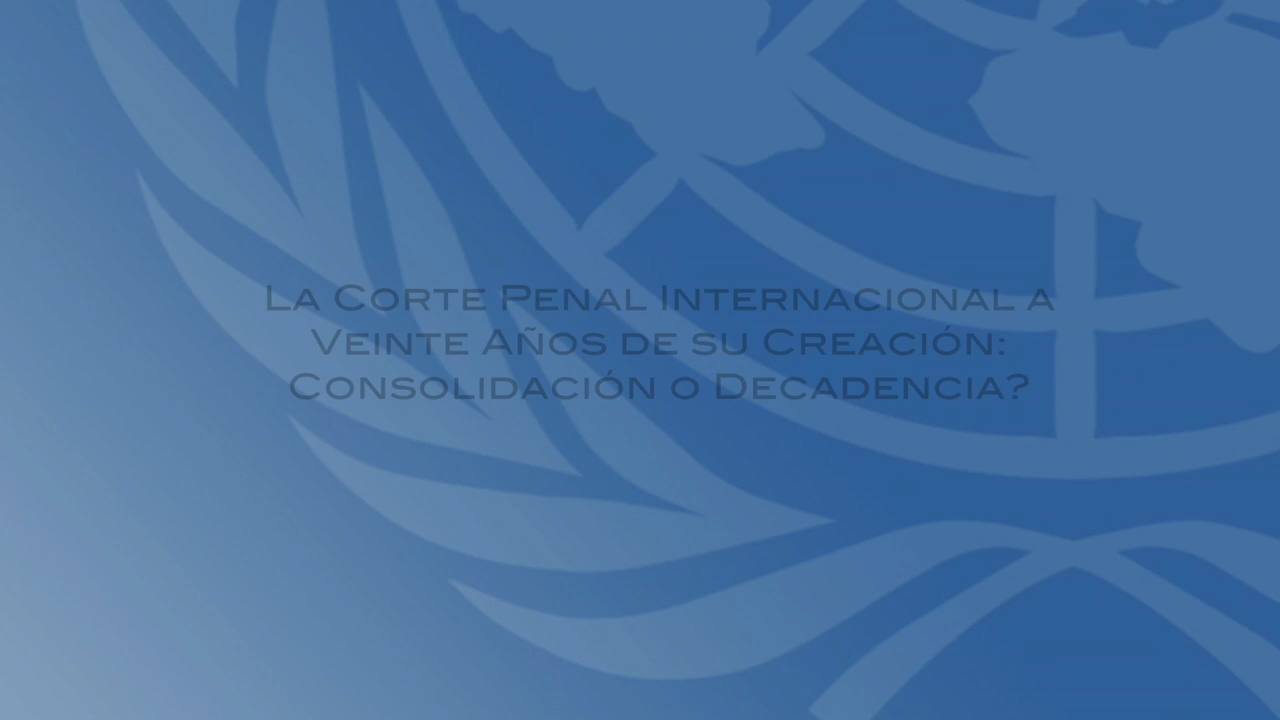 La Corte Penal Internacional a
Veinte Años de su Creación:
Consolidación o Decadencia?